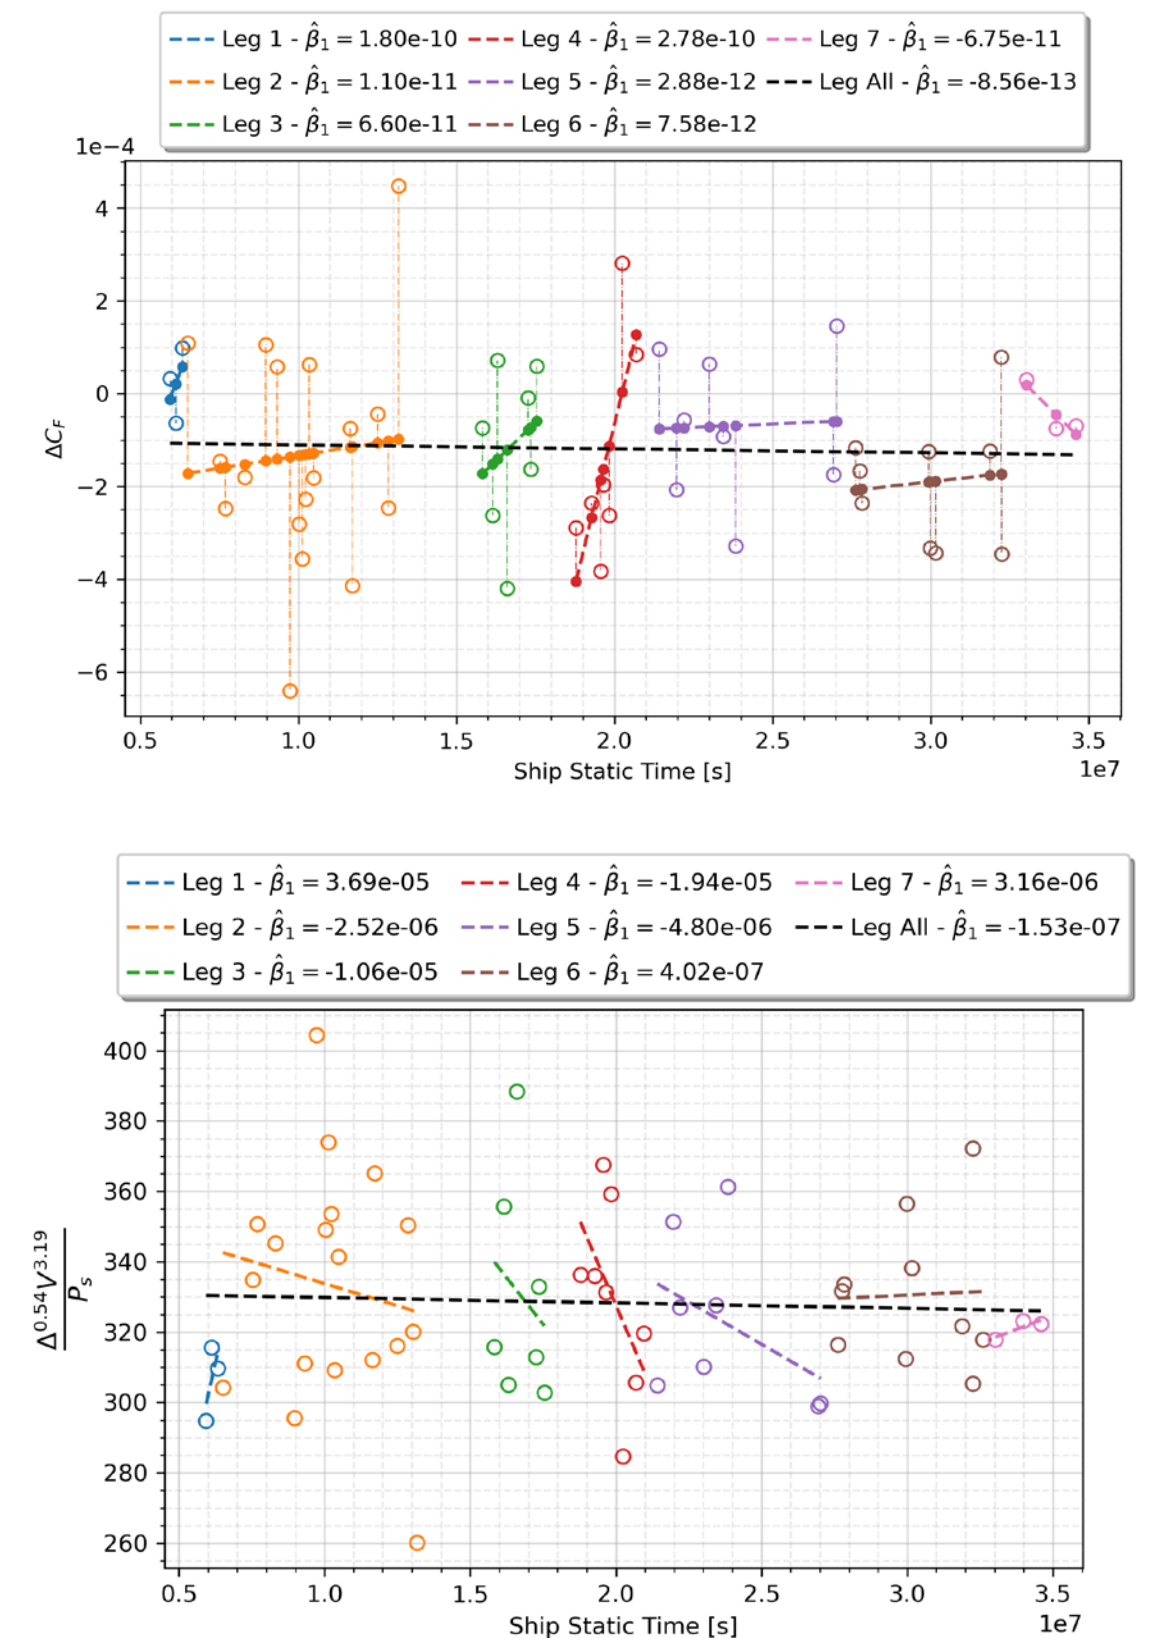 Leg 1 - β̂₁ = 1.80e-10 Leg 4 - β̂₁ = 2.78e-10 Leg 7 - β̂₁ = -6.75e-11
Leg 2 - β̂₁ = 1.10e-11 Leg 5 - β̂₁ = 2.88e-12 Leg All - β̂₁ = -8.56e-13
Leg 3 - β̂₁ = 6.60e-11 Leg 6 - β̂₁ = 7.58e-12
1e−4
4
2
0
−2
−4
−6
ΔC_F
0.5 1.0 1.5 2.0 2.5 3.0 3.5
Ship Static Time [s]
1e7
Leg 1 - β̂₁ = 3.69e-05 Leg 4 - β̂₁ = -1.94e-05 Leg 7 - β̂₁ = 3.16e-06
Leg 2 - β̂₁ = -2.52e-06 Leg 5 - β̂₁ = -4.80e-06 Leg All - β̂₁ = -1.53e-07
Leg 3 - β̂₁ = -1.06e-05 Leg 6 - β̂₁ = 4.02e-07
400
380
360
340
320
300
280
260
Δ^0.54 V^3.19
P_s
0.5 1.0 1.5 2.0 2.5 3.0 3.5
Ship Static Time [s]
1e7